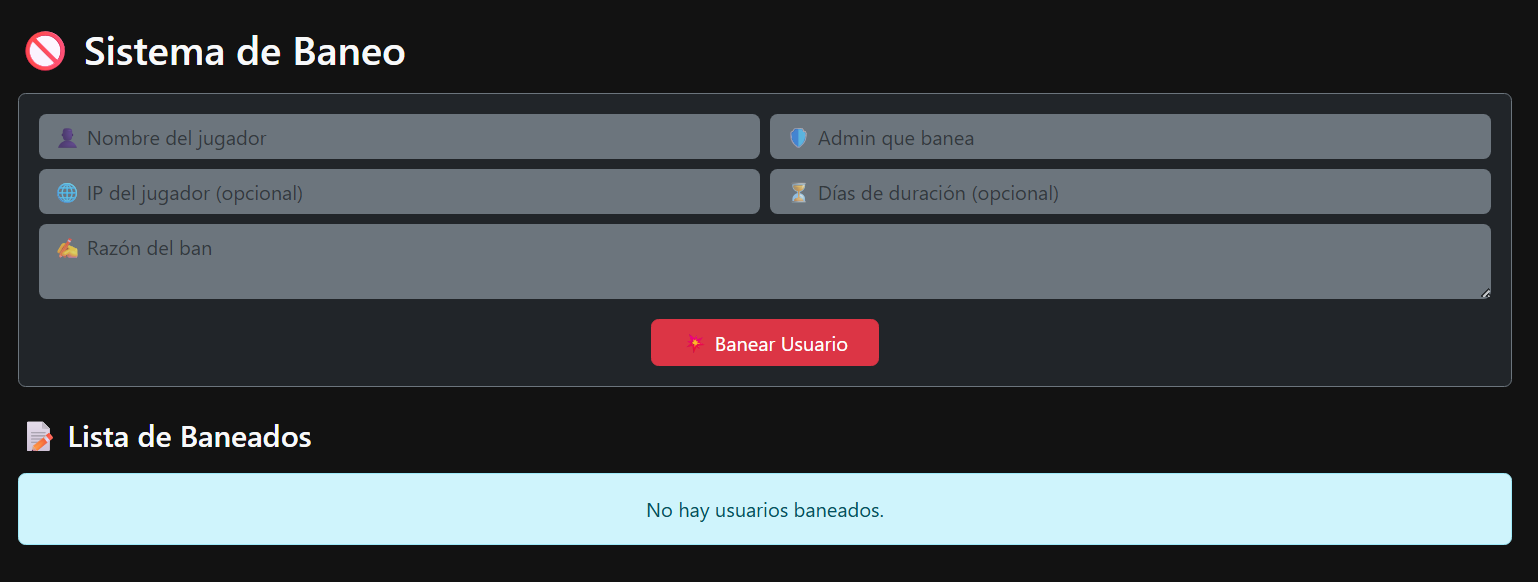 Sistema de Baneo
Nombre del jugador
Admin que banea
IP del jugador (opcional)
Días de duración (opcional)
Razón del ban
Banear Usuario
Lista de Baneados
No hay usuarios baneados.